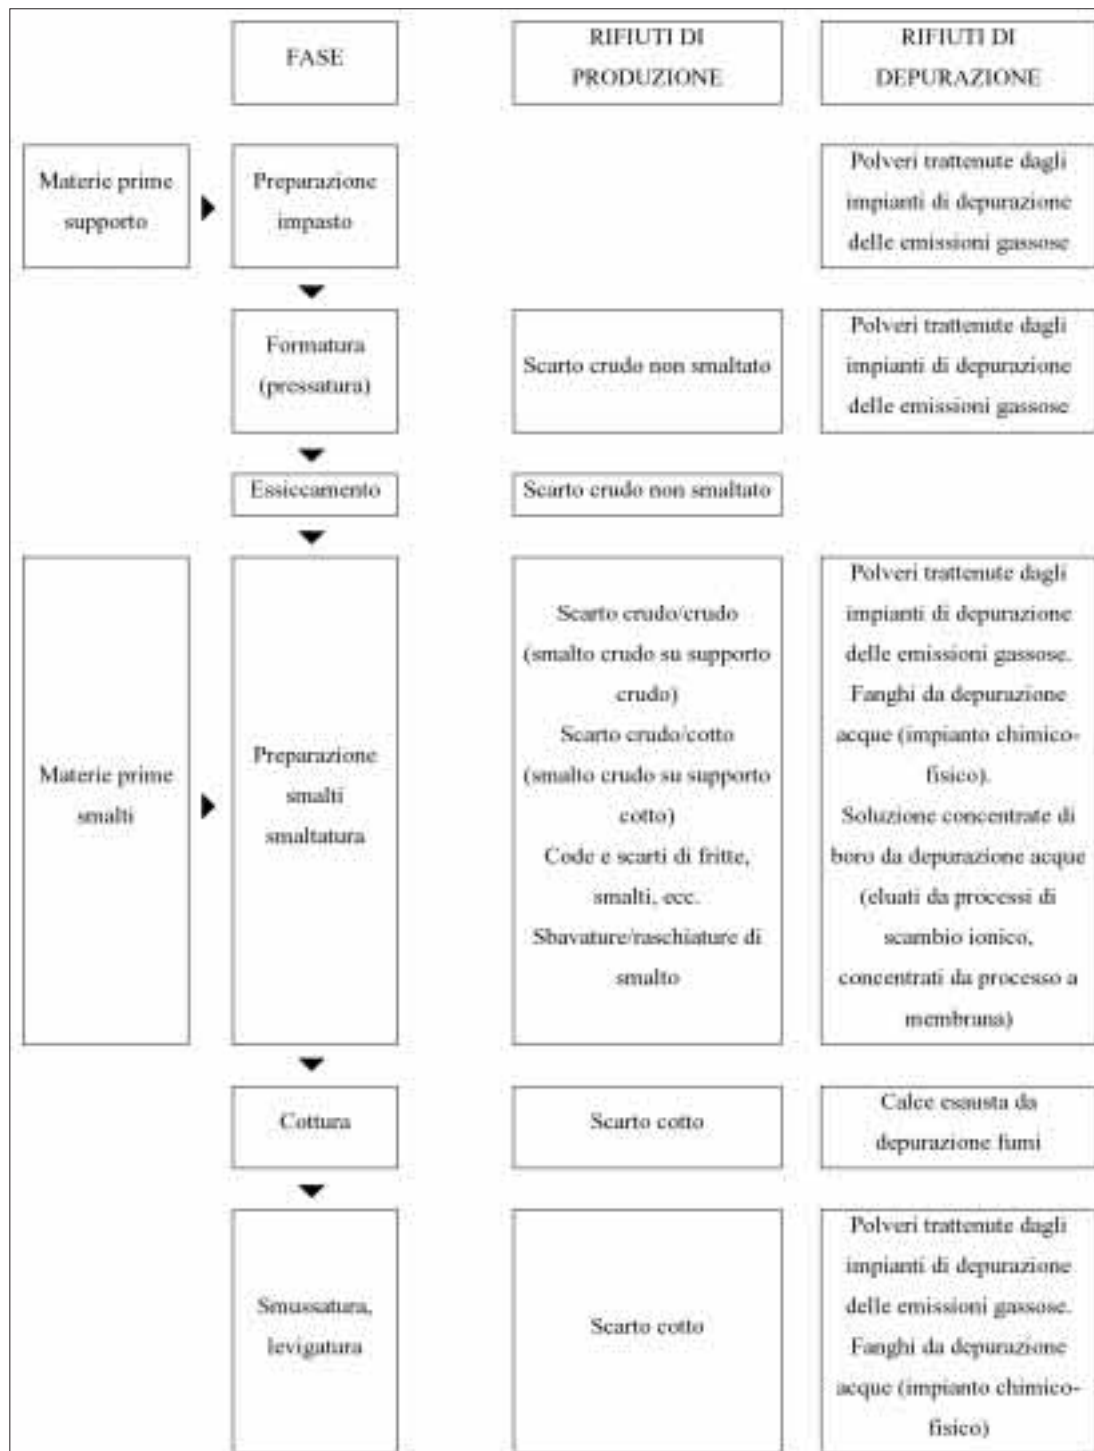 FASE
RIFIUTI DI
PRODUZIONE
RIFIUTI DI
DEPURAZIONE
Materie prime
supporto
Preparazione
impasto
Polveri trattenute dagli
impianti di depurazione
delle emissioni gassose
Formatura
(pressatura)
Scarto crudo non smaltato
Polveri trattenute dagli
impianti di depurazione
delle emissioni gassose
Essiccamento
Scarto crudo non smaltato
Materie prime
smalti
Preparazione
smalti
smaltatura
Scarto crudo/crudo
(smalto crudo su supporto
crudo)
Scarto crudo/cotto
(smalto crudo su supporto
cotto)
Code e scarti di fritte,
smalti, ecc.
Sbavature/raschiature di
smalto
Polveri trattenute dagli
impianti di depurazione
delle emissioni gassose.
Fanghi da depurazione
acque (impianto chimico-
fisico).
Soluzione concentrate di
boro da depurazione acque
(eluati da processi di
scambio ionico,
concentrati da processo a
membrana)
Cottura
Scarto cotto
Calce esausta da
depurazione fumi
Smussatura,
levigatura
Scarto cotto
Polveri trattenute dagli
impianti di depurazione
delle emissioni gassose.
Fanghi da depurazione
acque (impianto chimico-
fisico)